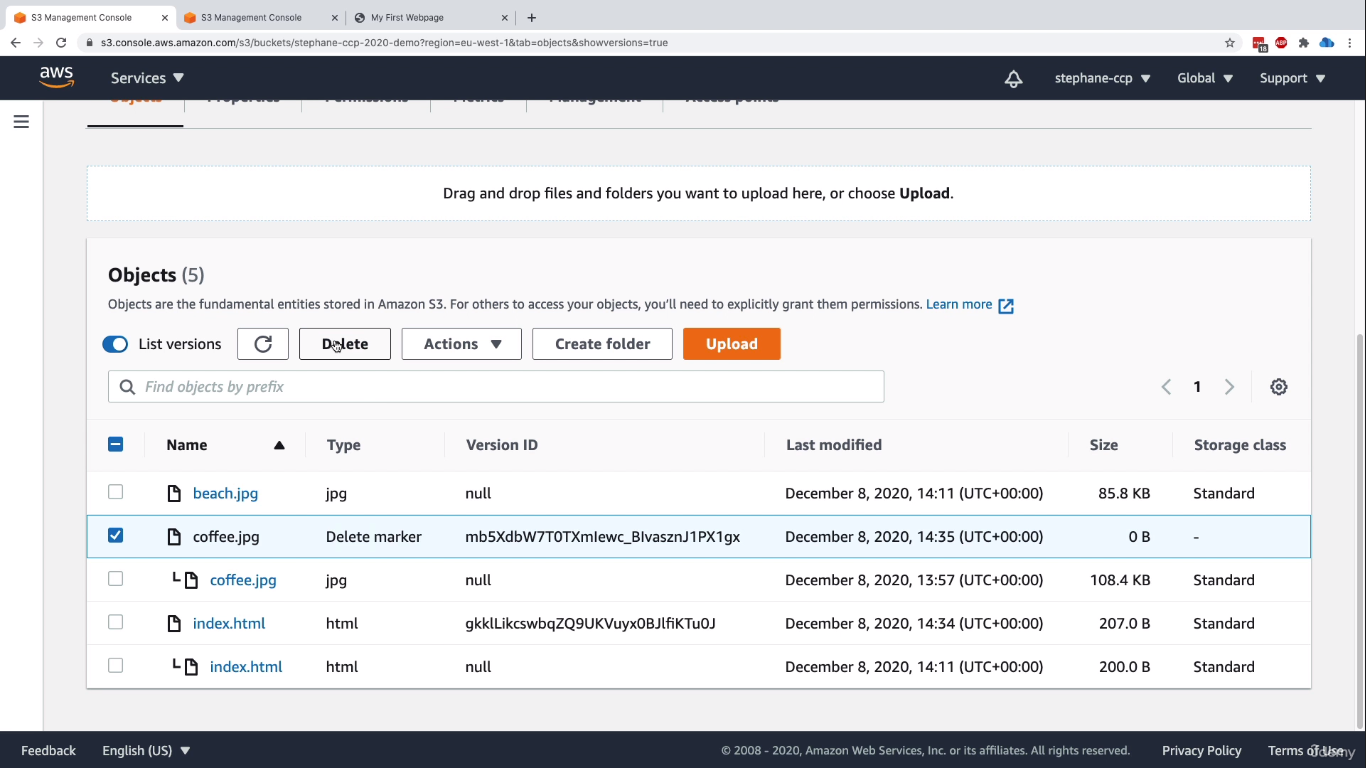 S3 Management Console
S3 Management Console
My First Webpage
s3.console.aws.amazon.com/s3/buckets/stephane-ccp-2020-demo?region=eu-west-1&tab=objects&showversions=true
18
ABP
aws Services stephane-ccp Global Support
Objects Properties Permissions Metrics Management Access points
Drag and drop files and folders you want to upload here, or choose Upload.
Objects (5)
Objects are the fundamental entities stored in Amazon S3. For others to access your objects, you'll need to explicitly grant them permissions. Learn more
List versions Delete Actions Create folder Upload
Find objects by prefix 1
Name Type Version ID Last modified Size Storage class
beach.jpg jpg null December 8, 2020, 14:11 (UTC+00:00) 85.8 KB Standard
coffee.jpg Delete marker mb5XdbW7T0TXmIewc_BIvasznJ1PX1gx December 8, 2020, 14:35 (UTC+00:00) 0 B -
coffee.jpg jpg null December 8, 2020, 13:57 (UTC+00:00) 108.4 KB Standard
index.html html gkklLikcswbqZQ9UKVuyx0BJlfiKTu0J December 8, 2020, 14:34 (UTC+00:00) 207.0 B Standard
index.html html null December 8, 2020, 14:11 (UTC+00:00) 200.0 B Standard
Feedback English (US) © 2008 - 2020, Amazon Web Services, Inc. or its affiliates. All rights reserved. Privacy Policy Terms of Use
Udemy